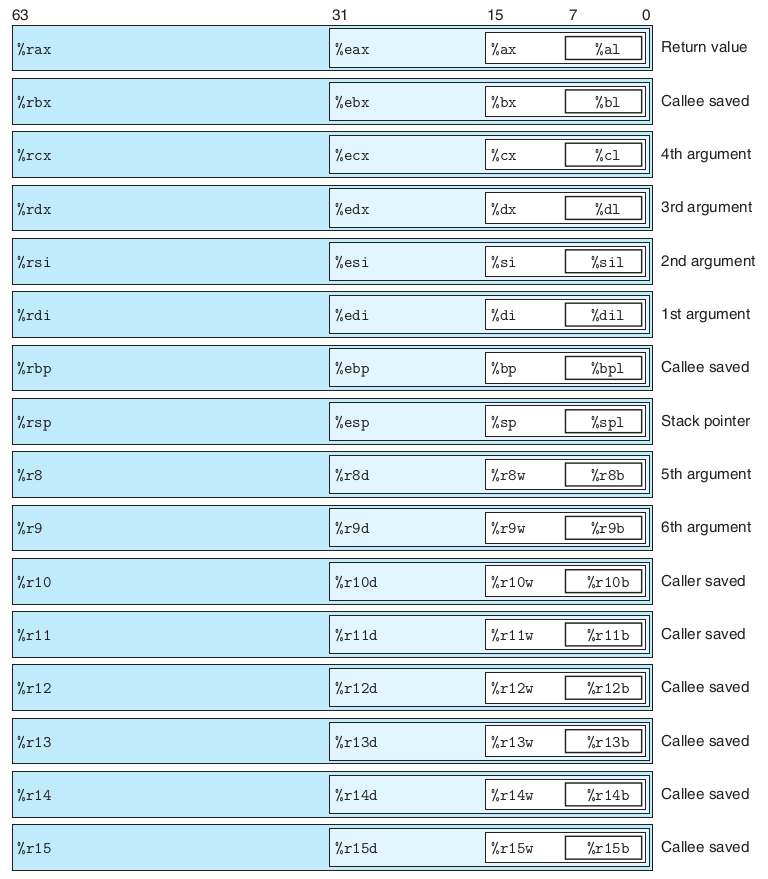 63 31 15 7 0
%rax %eax %ax %al Return value
%rbx %ebx %bx %bl Callee saved
%rcx %ecx %cx %cl 4th argument
%rdx %edx %dx %dl 3rd argument
%rsi %esi %si %sil 2nd argument
%rdi %edi %di %dil 1st argument
%rbp %ebp %bp %bpl Callee saved
%rsp %esp %sp %spl Stack pointer
%r8 %r8d %r8w %r8b 5th argument
%r9 %r9d %r9w %r9b 6th argument
%r10 %r10d %r10w %r10b Caller saved
%r11 %r11d %r11w %r11b Caller saved
%r12 %r12d %r12w %r12b Callee saved
%r13 %r13d %r13w %r13b Callee saved
%r14 %r14d %r14w %r14b Callee saved
%r15 %r15d %r15w %r15b Callee saved